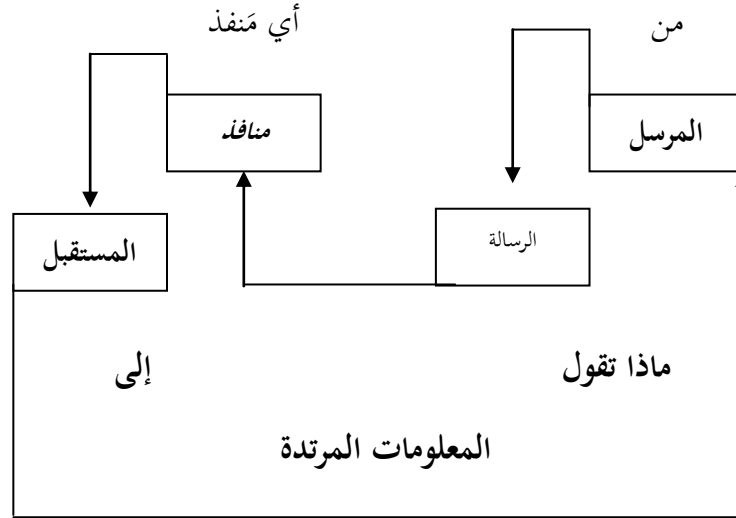 من
أي مَنفذ
المرسل
منافذ
الرسالة
المستقبل
ماذا تقول
إلى
المعلومات المرتدة